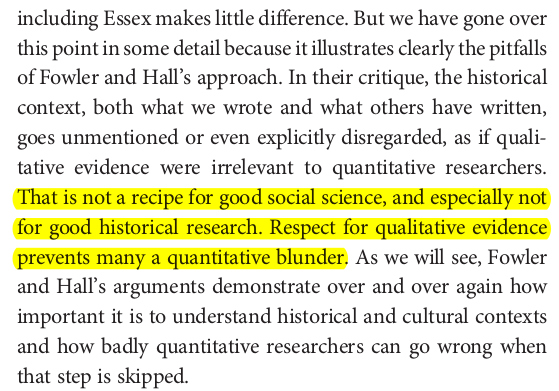 including Essex makes little difference. But we have gone over
this point in some detail because it illustrates clearly the pitfalls
of Fowler and Hall’s approach. In their critique, the historical
context, both what we wrote and what others have written,
goes unmentioned or even explicitly disregarded, as if quali-
tative evidence were irrelevant to quantitative researchers.
That is not a recipe for good social science, and especially not
for good historical research. Respect for qualitative evidence
prevents many a quantitative blunder. As we will see, Fowler
and Hall’s arguments demonstrate over and over again how
important it is to understand historical and cultural contexts
and how badly quantitative researchers can go wrong when
that step is skipped.